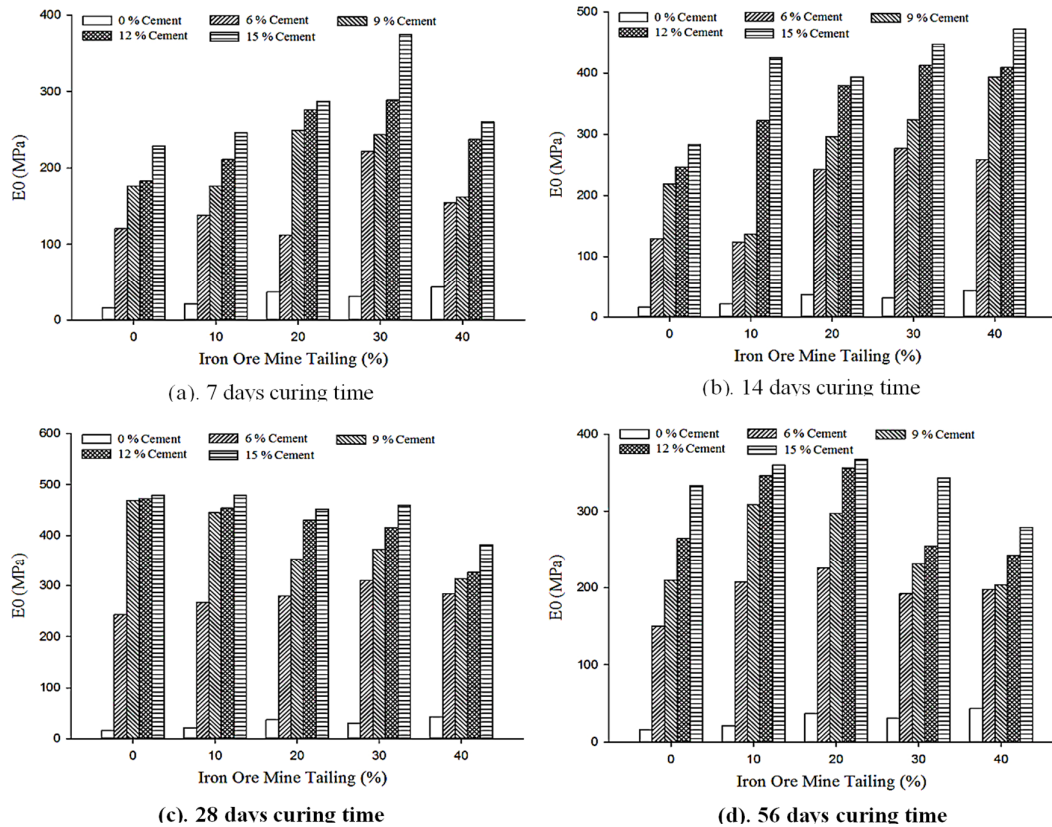 400
0 % Cement 6 % Cement 9 % Cement
12 % Cement 15 % Cement
300
200
100
0
E0 (MPa)
0 10 20 30 40
Iron Ore Mine Tailing (%)
(a). 7 days curing time
500
0 % Cement 6 % Cement 9 % Cement
12 % Cement 15 % Cement
400
300
200
100
0
E0 (MPa)
0 10 20 30 40
Iron Ore Mine Tailing (%)
(b). 14 days curing time
600
0 % Cement 6 % Cement 9 % Cement
12 % Cement 15 % Cement
500
400
300
200
100
0
E0 (MPa)
0 10 20 30 40
Iron Ore Mine Tailing (%)
(c). 28 days curing time
400
0 % Cement 6 % Cement 9 % Cement
12 % Cement 15 % Cement
300
200
100
0
E0 (MPa)
0 10 20 30 40
Iron Ore Mine Tailing (%)
(d). 56 days curing time